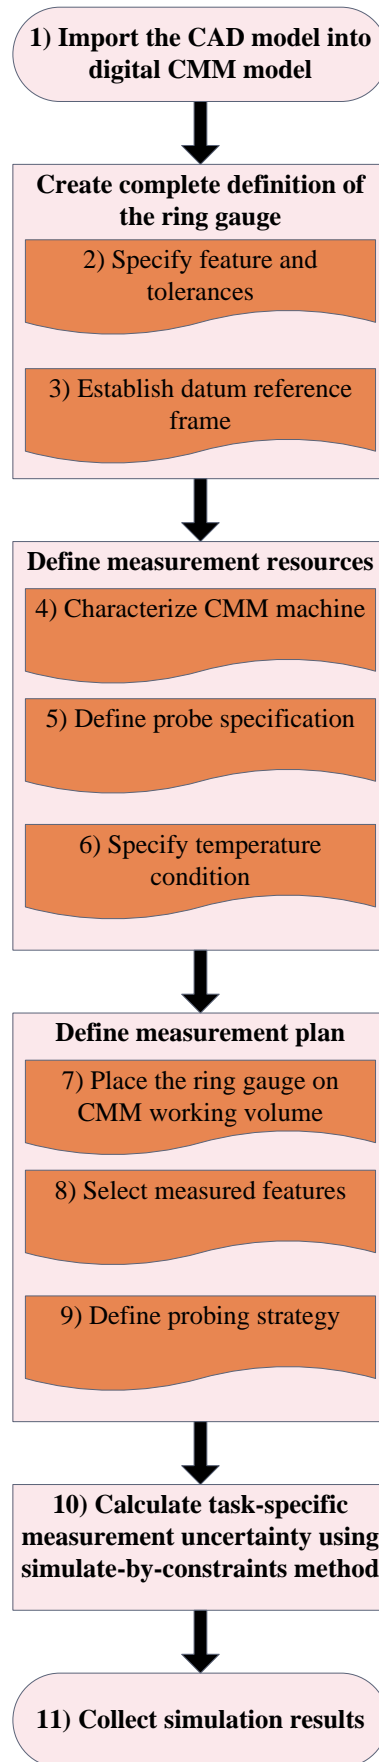 1) Import the CAD model into
digital CMM model
Create complete definition of
the ring gauge
2) Specify feature and
tolerances
3) Establish datum reference
frame
Define measurement resources
4) Characterize CMM machine
5) Define probe specification
6) Specify temperature
condition
Define measurement plan
7) Place the ring gauge on
CMM working volume
8) Select measured features
9) Define probing strategy
10) Calculate task-specific
measurement uncertainty using
simulate-by-constraints method
11) Collect simulation results